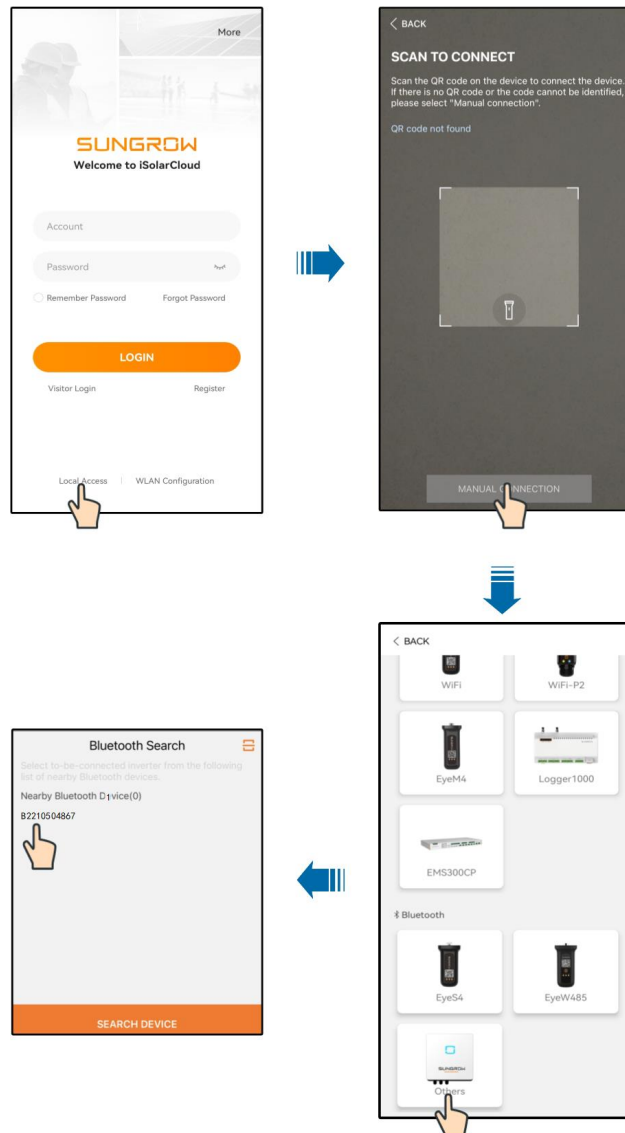 More
SUNGROW
Welcome to iSolarCloud
Account
Password
Remember Password
Forgot Password
LOGIN
Visitor Login
Register
Local Access
WLAN Configuration
BACK
SCAN TO CONNECT
Scan the QR code on the device to connect the device.
If there is no QR code or the code cannot be identified,
please select "Manual connection".
QR code not found
MANUAL CONNECTION
BACK
WiFi
WiFi-P2
EyeM4
Logger1000
EMS300CP
Bluetooth
EyeS4
EyeW485
SUNGROW
Others
Bluetooth Search
Select to-be-connected inverter from the following
list of nearby Bluetooth devices.
Nearby Bluetooth D1vice(0)
B2210504867
SEARCH DEVICE